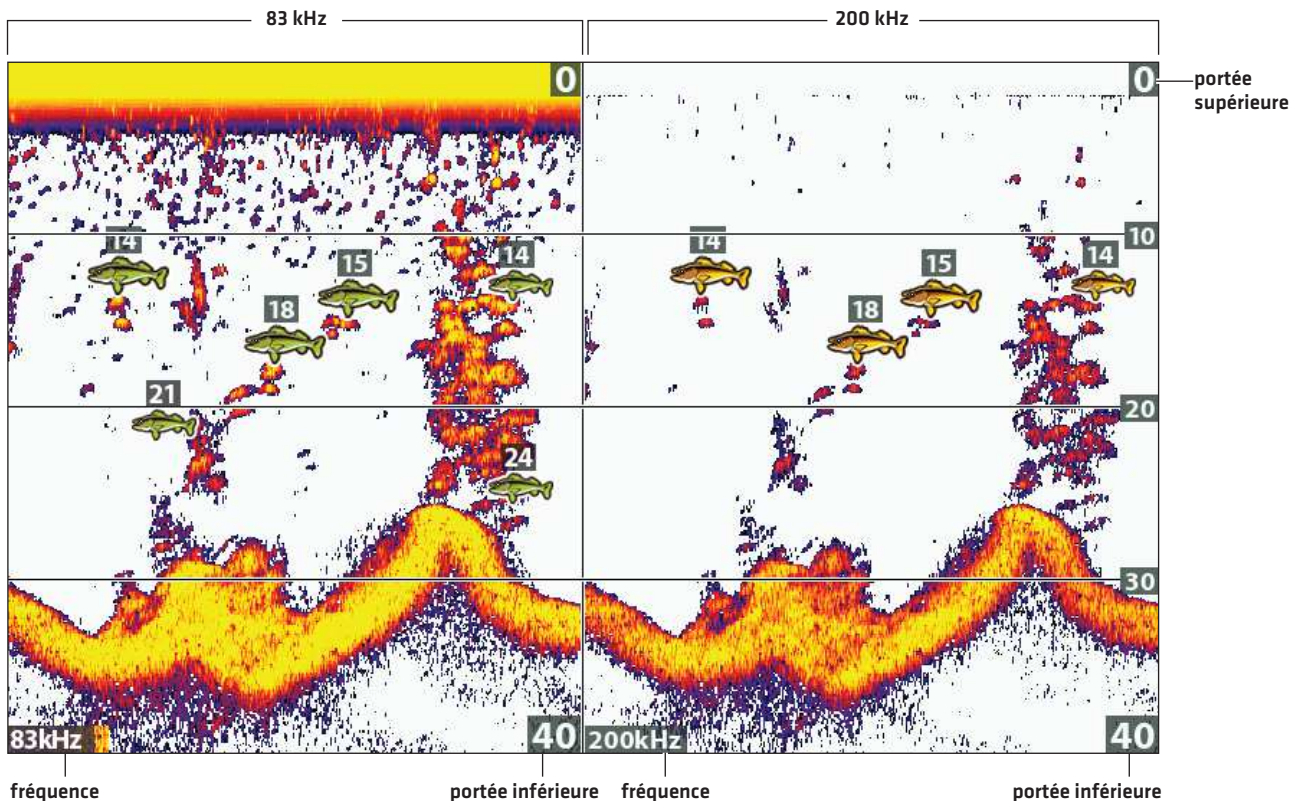 83 kHz
200 kHz
0
0
portée
supérieure
10
14
15
14
14
15
14
18
18
20
21
24
30
83kHz
40
200kHz
40
fréquence
portée inférieure
fréquence
portée inférieure